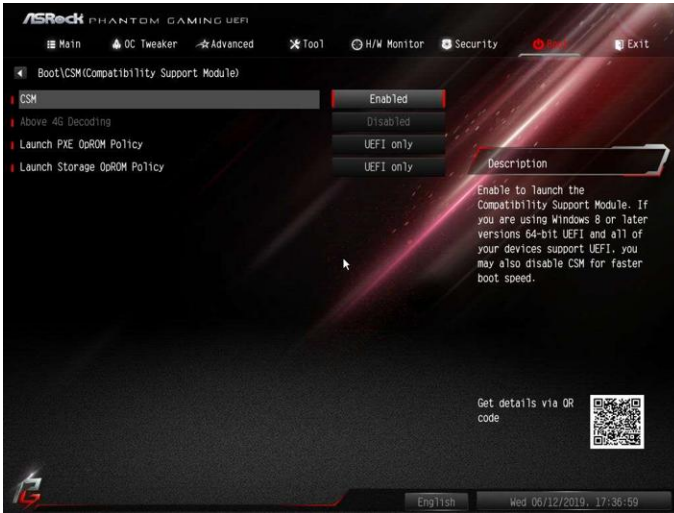 ASRock PHANTOM GAMING UEFI
Main OC Tweaker Advanced Tool H/W Monitor Security Boot Exit
Boot\CSM(Compatibility Support Module)
CSM Enabled
Above 4G Decoding Disabled
Launch PXE OpROM Policy UEFI only
Launch Storage OpROM Policy UEFI only
Description
Enable to launch the
Compatibility Support Module. If
you are using Windows 8 or later
versions 64-bit UEFI and all of
your devices support UEFI, you
may also disable CSM for faster
boot speed.
Get details via QR
code
English Wed 06/12/2019, 17:36:59